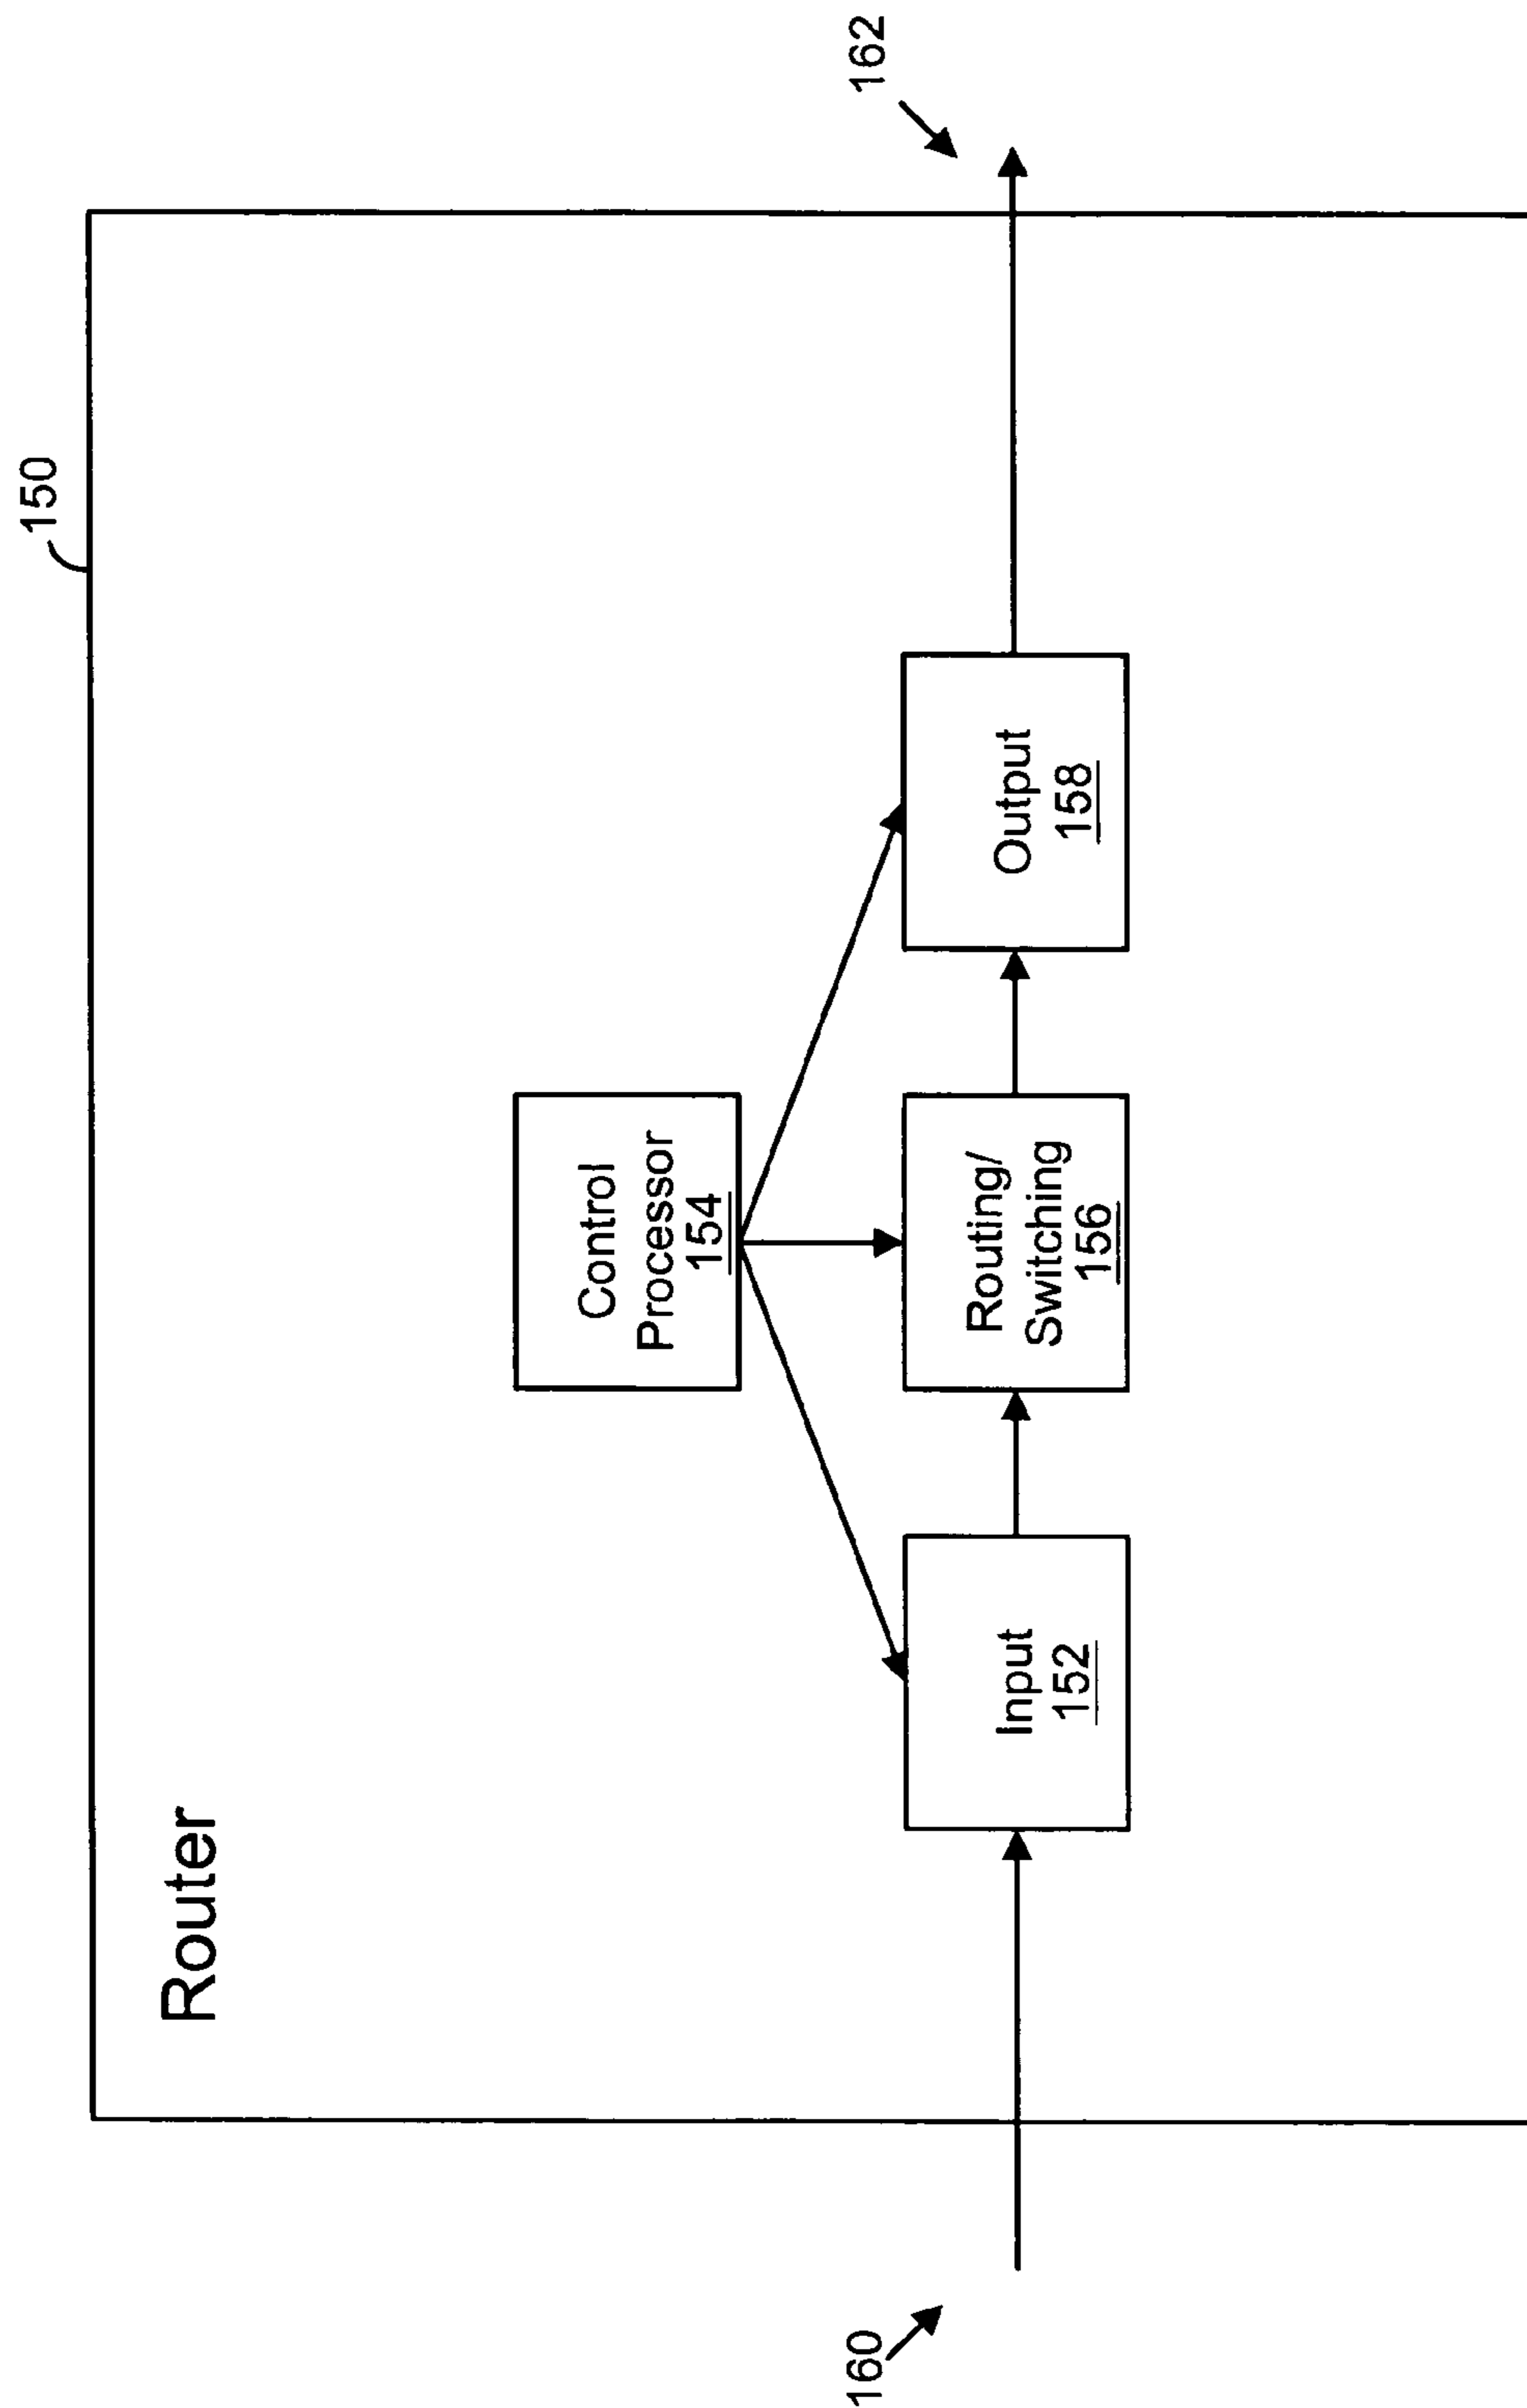 150
Router
Control
Processor
154
160
Input
152
Routing/
Switching
156
Output
158
162